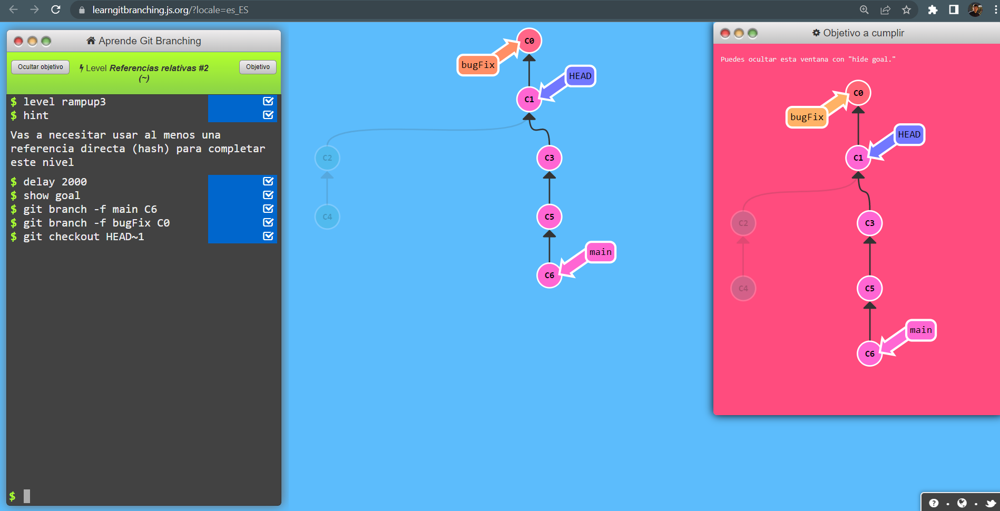 learngitbranching.js.org/?locale=es_ES
Aprende Git Branching
Ocultar objetivo
Level Referencias relativas #2
(~)
Objetivo
$ level rampup3
$ hint
Vas a necesitar usar al menos una
referencia directa (hash) para completar
este nivel
$ delay 2000
$ show goal
$ git branch -f main C6
$ git branch -f bugFix C0
$ git checkout HEAD~1
$
C0
bugFix
HEAD
C1
C2
C3
C4
C5
main
C6
Objetivo a cumplir
Puedes ocultar esta ventana con "hide goal."
C0
bugFix
HEAD
C1
C2
C3
C4
C5
main
C6